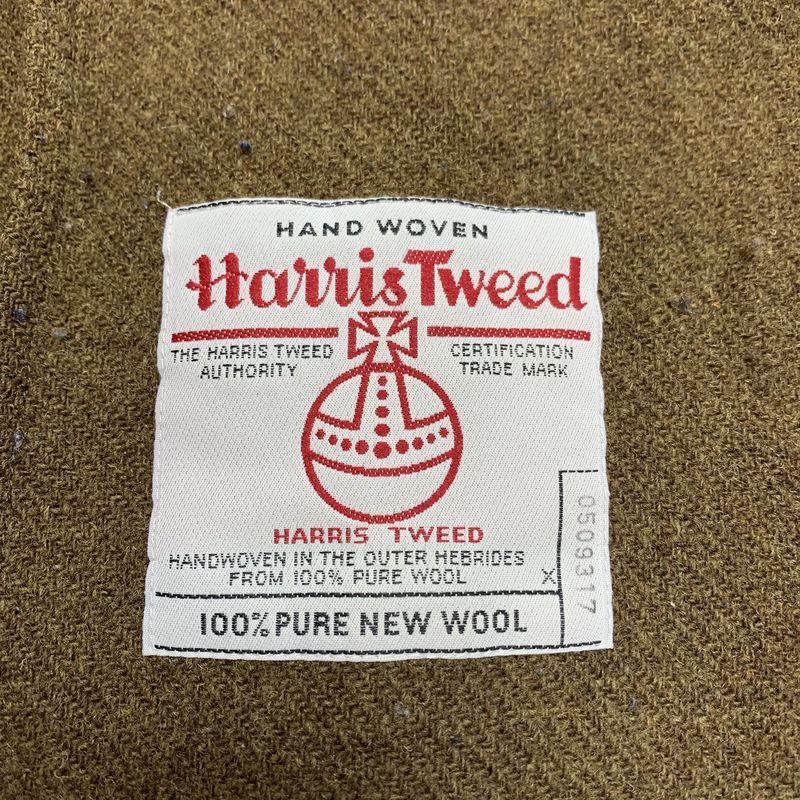 HAND WOVEN
Harris Tweed
THE HARRIS TWEED AUTHORITY
CERTIFICATION TRADE MARK
HARRIS TWEED
HANDWOVEN IN THE OUTER HEBRIDES
FROM 100% PURE WOOL
X
100% PURE NEW WOOL
0509317